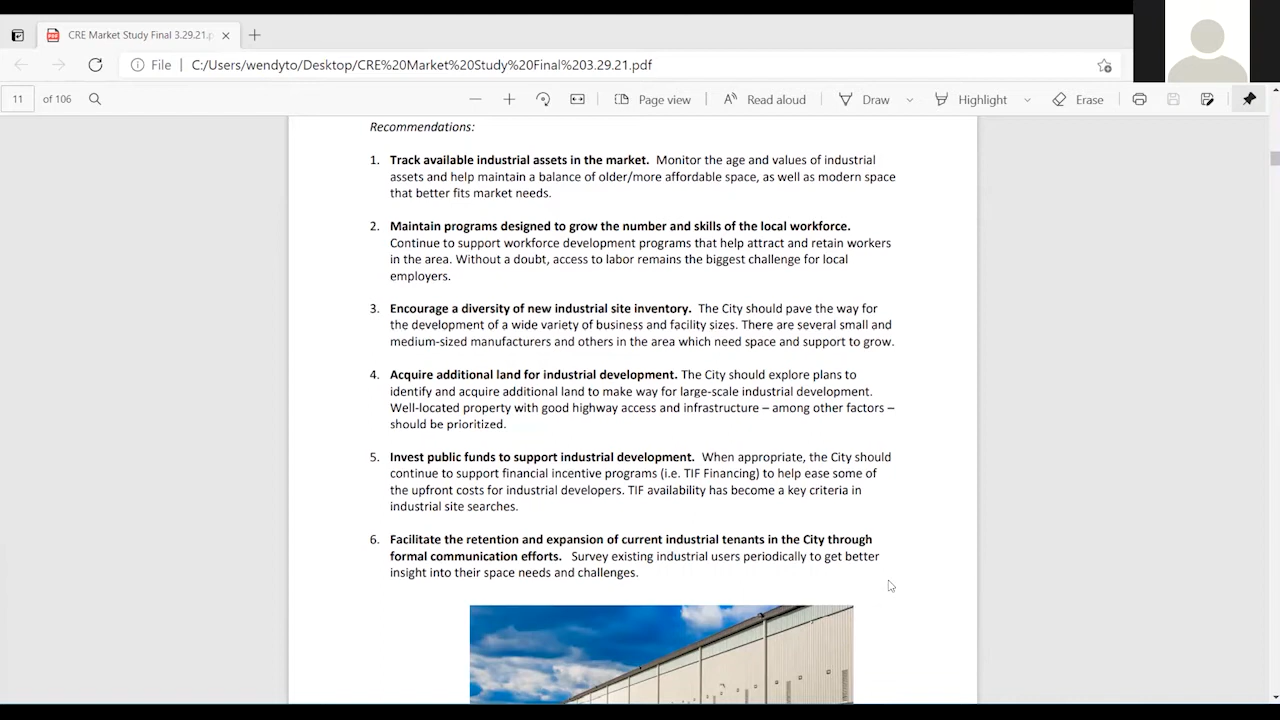 CRE Market Study Final 3.29.21.p
File
C:/Users/wendyto/Desktop/CRE%20Market%20Study%20Final%203.29.21.pdf
11 of 106
Page view
Read aloud
Draw
Highlight
Erase
Recommendations:
1. Track available industrial assets in the market. Monitor the age and values of industrial
assets and help maintain a balance of older/more affordable space, as well as modern space
that better fits market needs.
2. Maintain programs designed to grow the number and skills of the local workforce.
Continue to support workforce development programs that help attract and retain workers
in the area. Without a doubt, access to labor remains the biggest challenge for local
employers.
3. Encourage a diversity of new industrial site inventory. The City should pave the way for
the development of a wide variety of business and facility sizes. There are several small and
medium-sized manufacturers and others in the area which need space and support to grow.
4. Acquire additional land for industrial development. The City should explore plans to
identify and acquire additional land to make way for large-scale industrial development.
Well-located property with good highway access and infrastructure – among other factors –
should be prioritized.
5. Invest public funds to support industrial development. When appropriate, the City should
continue to support financial incentive programs (i.e. TIF Financing) to help ease some of
the upfront costs for industrial developers. TIF availability has become a key criteria in
industrial site searches.
6. Facilitate the retention and expansion of current industrial tenants in the City through
formal communication efforts. Survey existing industrial users periodically to get better
insight into their space needs and challenges.